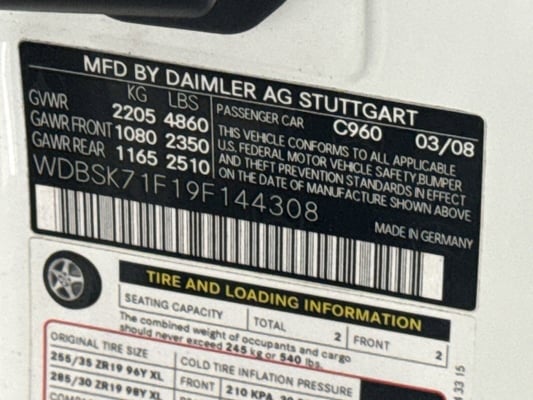 MFD BY DAIMLER AG STUTTGART
KG LBS
GVWR 2205 4860
GAWR FRONT 1080 2350
GAWR REAR 1165 2510
PASSENGER CAR C960 03/08
THIS VEHICLE CONFORMS TO ALL APPLICABLE
U.S. FEDERAL MOTOR VEHICLE SAFETY, BUMPER
AND THEFT PREVENTION STANDARDS IN EFFECT
ON THE DATE OF MANUFACTURE SHOWN ABOVE
WDBSK71F19F144308
MADE IN GERMANY
TIRE AND LOADING INFORMATION
SEATING CAPACITY TOTAL 2 FRONT 2
The combined weight of occupants and cargo
should never exceed 245 kg or 540 lbs.
ORIGINAL TIRE SIZE COLD TIRE INFLATION PRESSURE
255/35 ZR19 96Y XL FRONT 210 KPA,
285/30 ZR19 98Y XL
3315